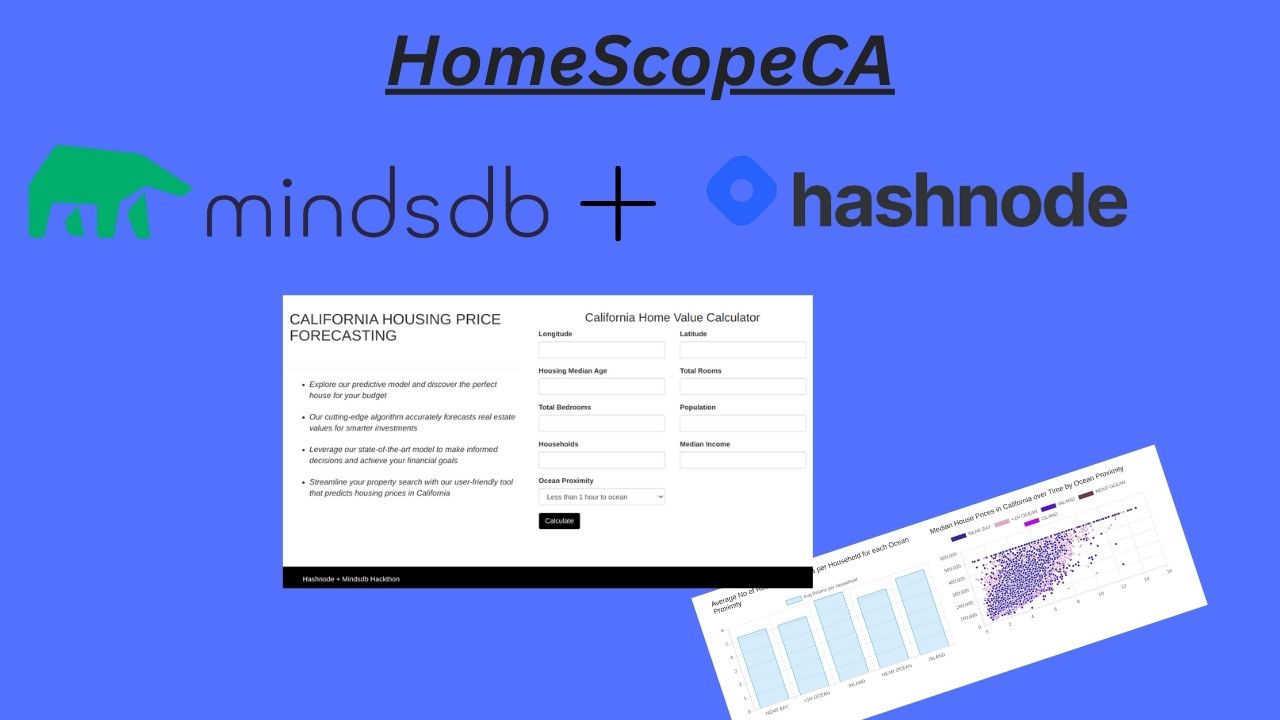 HomeScopeCA
mindsdb
hashnode
CALIFORNIA HOUSING PRICE
FORECASTING
Explore our predictive model and discover the perfect
house for your budget
Our cutting-edge algorithm accurately forecasts real estate
values for smarter investments
Leverage our state-of-the-art model to make informed
decisions and achieve your financial goals
Streamline your property search with our user-friendly tool
that predicts housing prices in California
California Home Value Calculator
Longitude Latitude
Housing Median Age Total Rooms
Total Bedrooms Population
Households Median Income
Ocean Proximity
Less than 1 hour to ocean
Calculate
Hashnode + Mindsdb Hackthon
Average No of per Household for each Ocean
Proximity
Avg Rooms per Household
6
5
4
3
2
1
0
NEAR BAY <1H OCEAN INLAND NEAR OCEAN ISLAND
Median House Prices in California over Time by Ocean Proximity
NEAR BAY <1H OCEAN INLAND NEAR OCEAN
ISLAND
500,000
400,000
300,000
200,000
100,000
0
0 2 4 6 8 10 12 14 16